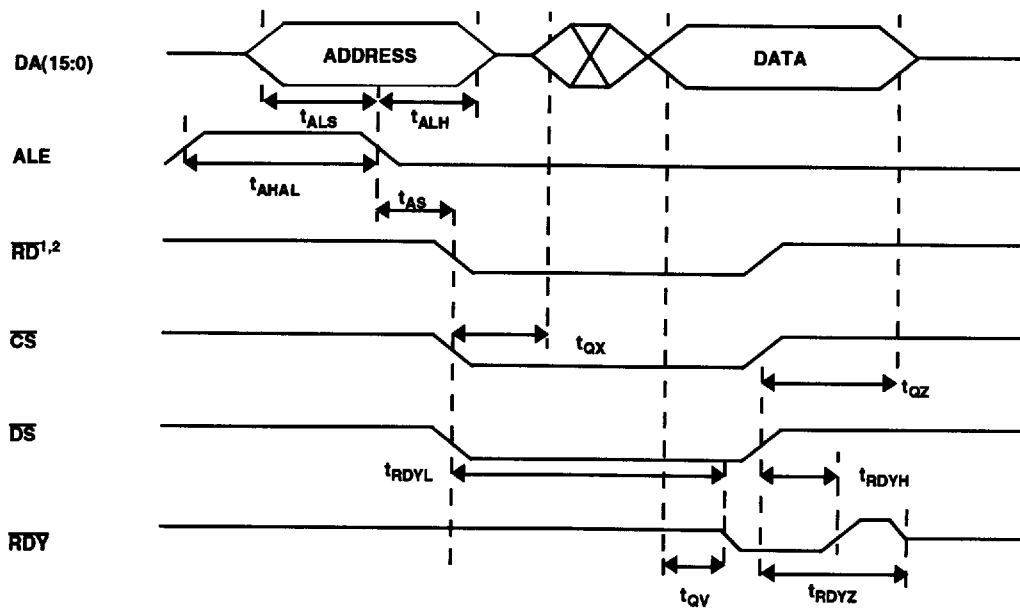 DA(15:0)
ADDRESS
DATA
tALS
tALH
ALE
tAHAL
tAS
RD1,2
CS
tQX
tQZ
DS
tRDYL
tRDYH
RDY
tQV
tRDYZ